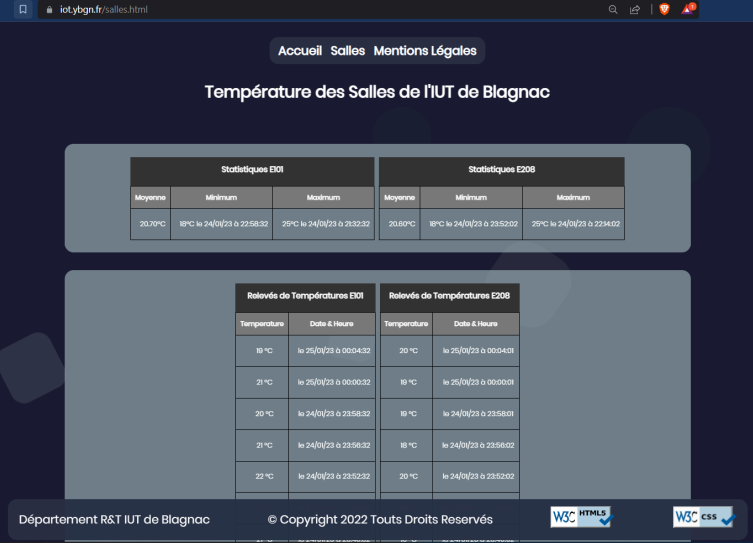 iot.ybgn.fr/salles.html
Accueil Salles Mentions Légales
Température des Salles de l'IUT de Blagnac
Statistiques E101 Statistiques E208
Moyenne Minimum Maximum Moyenne Minimum Maximum
20.70°C 18°C le 24/01/23 à 22:58:32 25°C le 24/01/23 à 21:32:32 20.60°C 18°C le 24/01/23 à 23:52:02 25°C le 24/01/23 à 22:14:02
Relevés de Températures E101 Relevés de Températures E208
Temperature Date & Heure Temperature Date & Heure
19 °C le 25/01/23 à 00:04:32 20 °C le 25/01/23 à 00:04:01
21 °C le 25/01/23 à 00:00:32 19 °C le 25/01/23 à 00:00:01
20 °C le 24/01/23 à 23:58:32 19 °C le 24/01/23 à 23:58:01
21 °C le 24/01/23 à 23:56:32 18 °C le 24/01/23 à 23:56:02
22 °C le 24/01/23 à 23:52:32 20 °C le 24/01/23 à 23:52:02
Département R&T IUT de Blagnac © Copyright 2022 Touts Droits Reservés W3C HTML5 W3C css